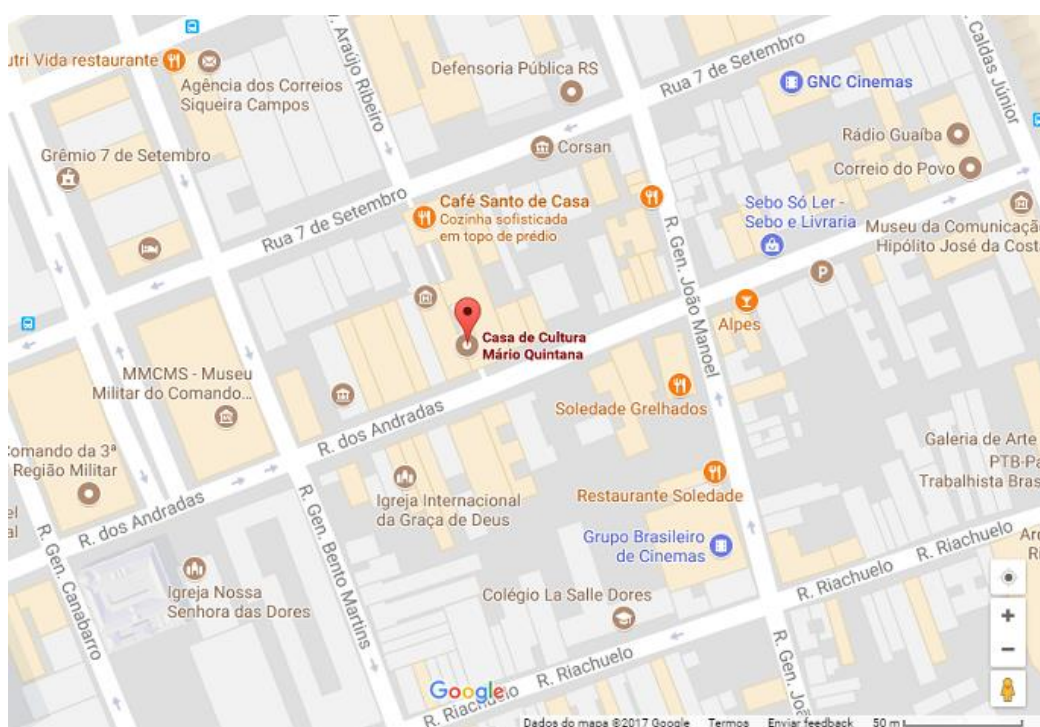 utri Vida restaurante
Agência dos Correios
Siqueira Campos
Grêmio 7 de Setembro
Araújo Ribeiro
Defensoria Pública RS
Rua 7 de Setembro
GNC Cinemas
R. Caldas Júnior
Corsan
Rádio Guaíba
Correio do Povo
Café Santo de Casa
Cozinha sofisticada
em topo de prédio
Rua 7 de Setembro
Sebo Só Ler -
Sebo e Livraria
Museu da Comunicação
Hipólito José da Costa
R. Gen. João Manoel
P
Alpes
Casa de Cultura
Mário Quintana
MMCMS - Museu
Militar do Comando...
R. dos Andradas
Soledade Grelhados
Comando da 3ª
Região Militar
Galeria de Arte
PTB-Pa
Trabalhista Bras
Igreja Internacional
da Graça de Deus
Restaurante Soledade
R. dos Andradas
R. Gen. Canabarro
R. Gen. Bento Martins
Grupo Brasileiro
de Cinemas
R. Riachuelo
Igreja Nossa
Senhora das Dores
Colégio La Salle Dores
R. Riachuelo
R. Riachuelo
R. Riachuelo
R. Gen. Joã
Google
Dados do mapa ©2017 Google Termos Enviar feedback 50 m